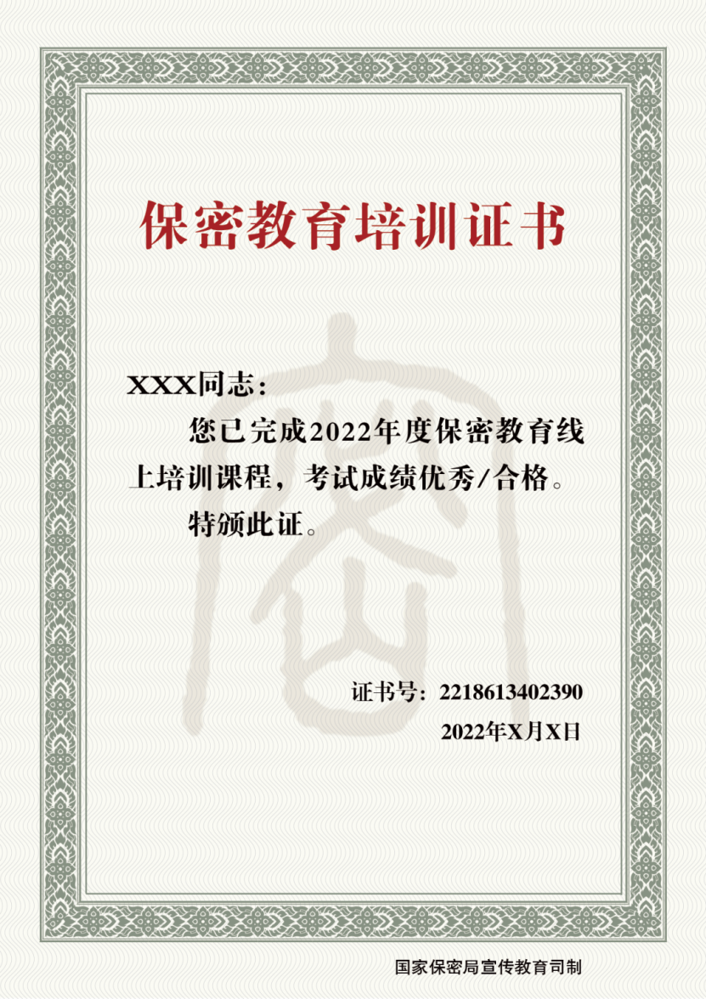 保密教育培训证书
XXX同志：
您已完成2022年度保密教育线
上培训课程，考试成绩优秀/合格。
特颁此证。
密
证书号：2218613402390
2022年X月X日
国家保密局宣传教育司制